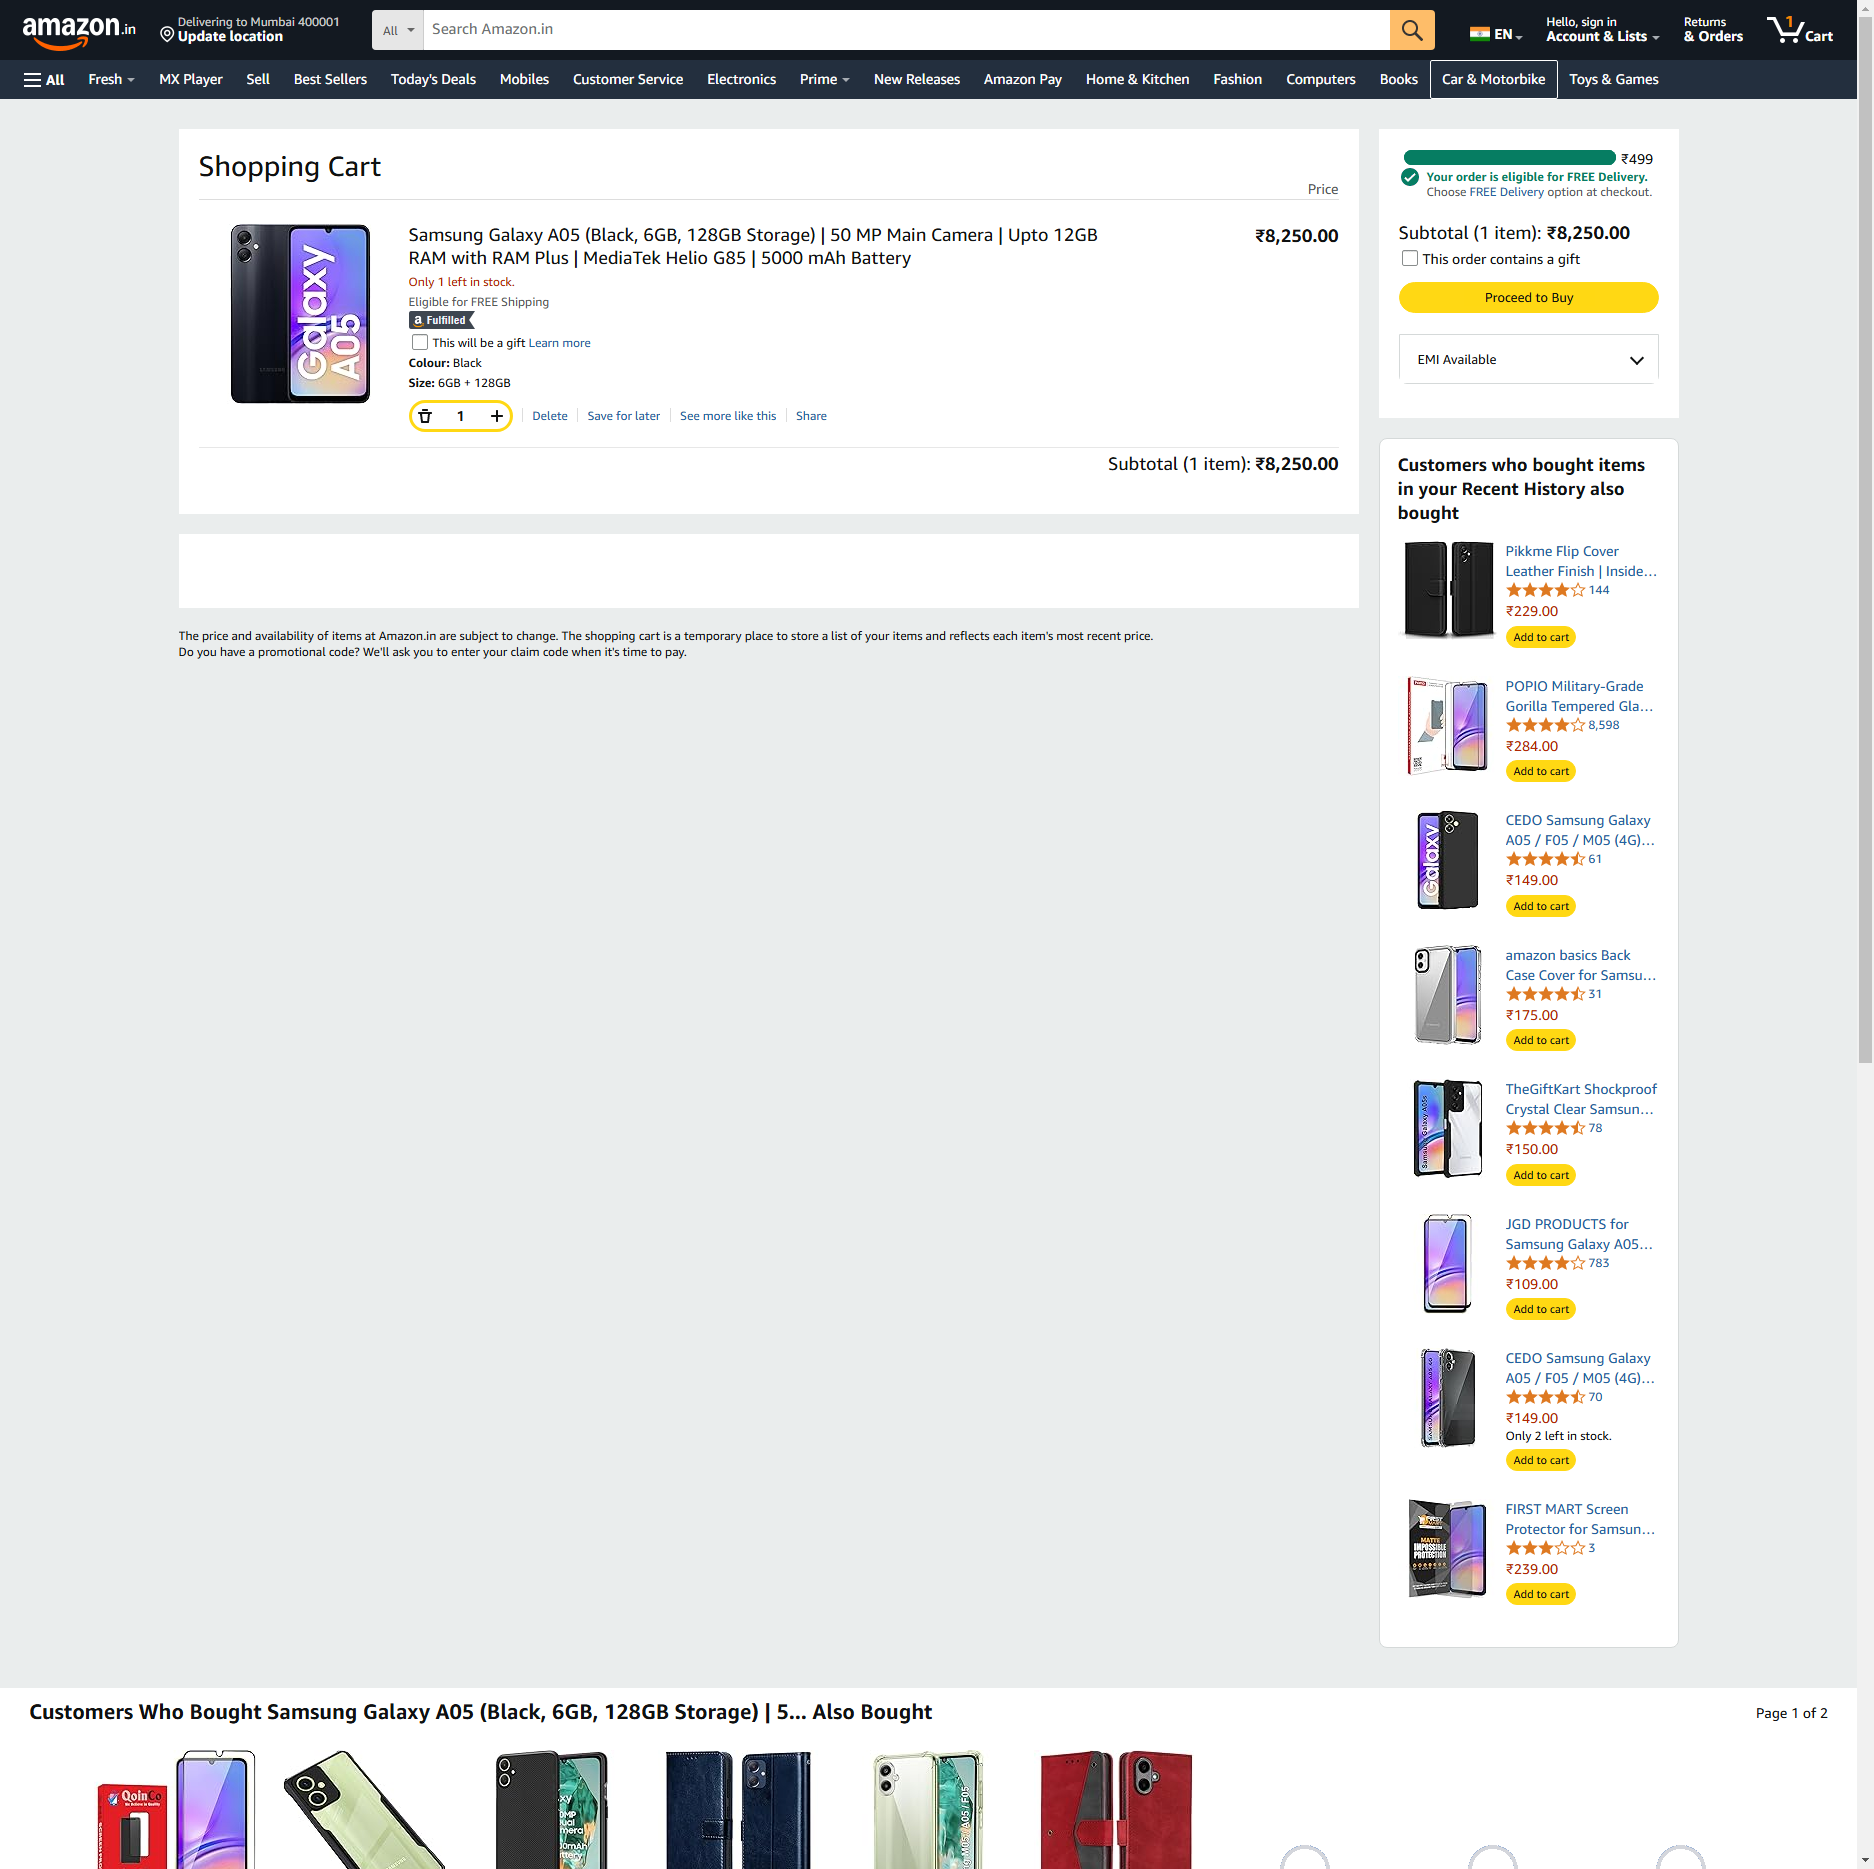 amazon.in
Delivering to Mumbai 400001
Update location
All
Search Amazon.in
EN
Hello, sign in
Account & Lists
Returns
& Orders
1
Cart
All
Fresh
MX Player
Sell
Best Sellers
Today's Deals
Mobiles
Customer Service
Electronics
Prime
New Releases
Amazon Pay
Home & Kitchen
Fashion
Computers
Books
Car & Motorbike
Toys & Games
Shopping Cart
Price
Galaxy
A05
SAMSUNG
Samsung Galaxy A05 (Black, 6GB, 128GB Storage) | 50 MP Main Camera | Upto 12GB
RAM with RAM Plus | MediaTek Helio G85 | 5000 mAh Battery
₹8,250.00
Only 1 left in stock.
Eligible for FREE Shipping
a Fulfilled
This will be a gift Learn more
Colour: Black
Size: 6GB + 128GB
1
Delete
Save for later
See more like this
Share
Subtotal (1 item): ₹8,250.00
The price and availability of items at Amazon.in are subject to change. The shopping cart is a temporary place to store a list of your items and reflects each item's most recent price.
Do you have a promotional code? We'll ask you to enter your claim code when it's time to pay.
₹499
Your order is eligible for FREE Delivery.
Choose FREE Delivery option at checkout.
Subtotal (1 item): ₹8,250.00
This order contains a gift
Proceed to Buy
EMI Available
Customers who bought items
in your Recent History also
bought
Pikkme Flip Cover
Leather Finish | Inside…
144
₹229.00
Add to cart
POPIO Military-Grade
Gorilla Tempered Gla…
8,598
₹284.00
Add to cart
Galaxy
CEDO Samsung Galaxy
A05 / F05 / M05 (4G)…
61
₹149.00
Add to cart
amazon basics Back
Case Cover for Samsu…
31
₹175.00
Add to cart
Samsung Galaxy A05s
TheGiftKart Shockproof
Crystal Clear Samsun…
78
₹150.00
Add to cart
JGD PRODUCTS for
Samsung Galaxy A05…
783
₹109.00
Add to cart
CEDO Samsung Galaxy
A05 / F05 / M05 (4G)…
70
₹149.00
Only 2 left in stock.
Add to cart
FIRST
MATTE
IMPOSSIBLE
PROTECTION
FIRST MART Screen
Protector for Samsun…
3
₹239.00
Add to cart
Customers Who Bought Samsung Galaxy A05 (Black, 6GB, 128GB Storage) | 5... Also Bought
Page 1 of 2
QoinCo